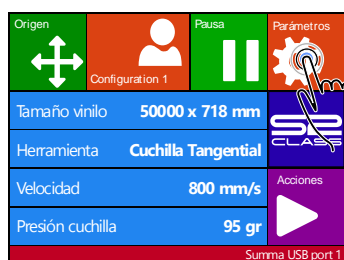 Origen
Configuration 1
Pausa
Parámetros
Tamaño vinilo 50000 x 718 mm
Herramienta Cuchilla Tangential
S2
CLASS
Velocidad 800 mm/s
Acciones
Presión cuchilla 95 gr
Summa USB port 1